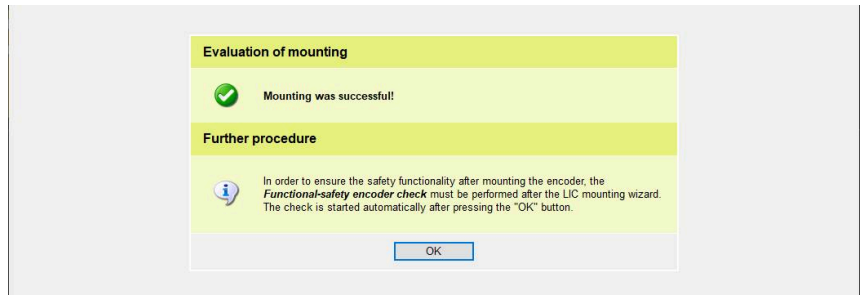 Evaluation of mounting
Mounting was successful!
Further procedure
In order to ensure the safety functionality after mounting the encoder, the
Functional-safety encoder check must be performed after the LIC mounting wizard.
The check is started automatically after pressing the "OK" button.
OK